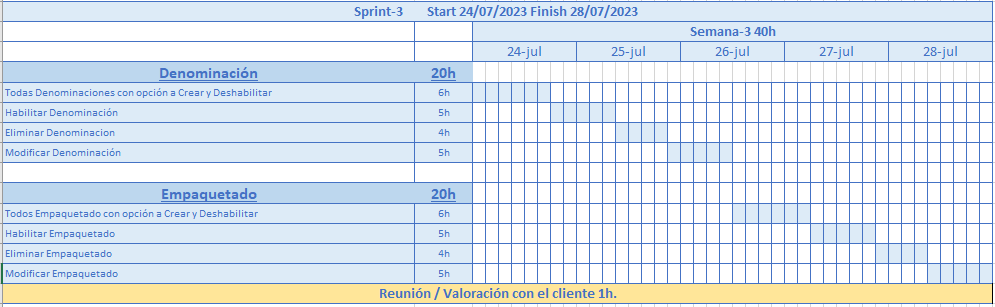 Sprint-3 Start 24/07/2023 Finish 28/07/2023
Semana-3 40h
24-jul 25-jul 26-jul 27-jul 28-jul
Denominación 20h
Todas Denominaciones con opción a Crear y Deshabilitar 6h
Habilitar Denominación 5h
Eliminar Denominacion 4h
Modificar Denominación 5h
Empaquetado 20h
Todos Empaquetado con opción a Crear y Deshabilitar 6h
Habilitar Empaquetado 5h
Eliminar Empaquetado 4h
Modificar Empaquetado 5h
Reunión / Valoración con el cliente 1h.